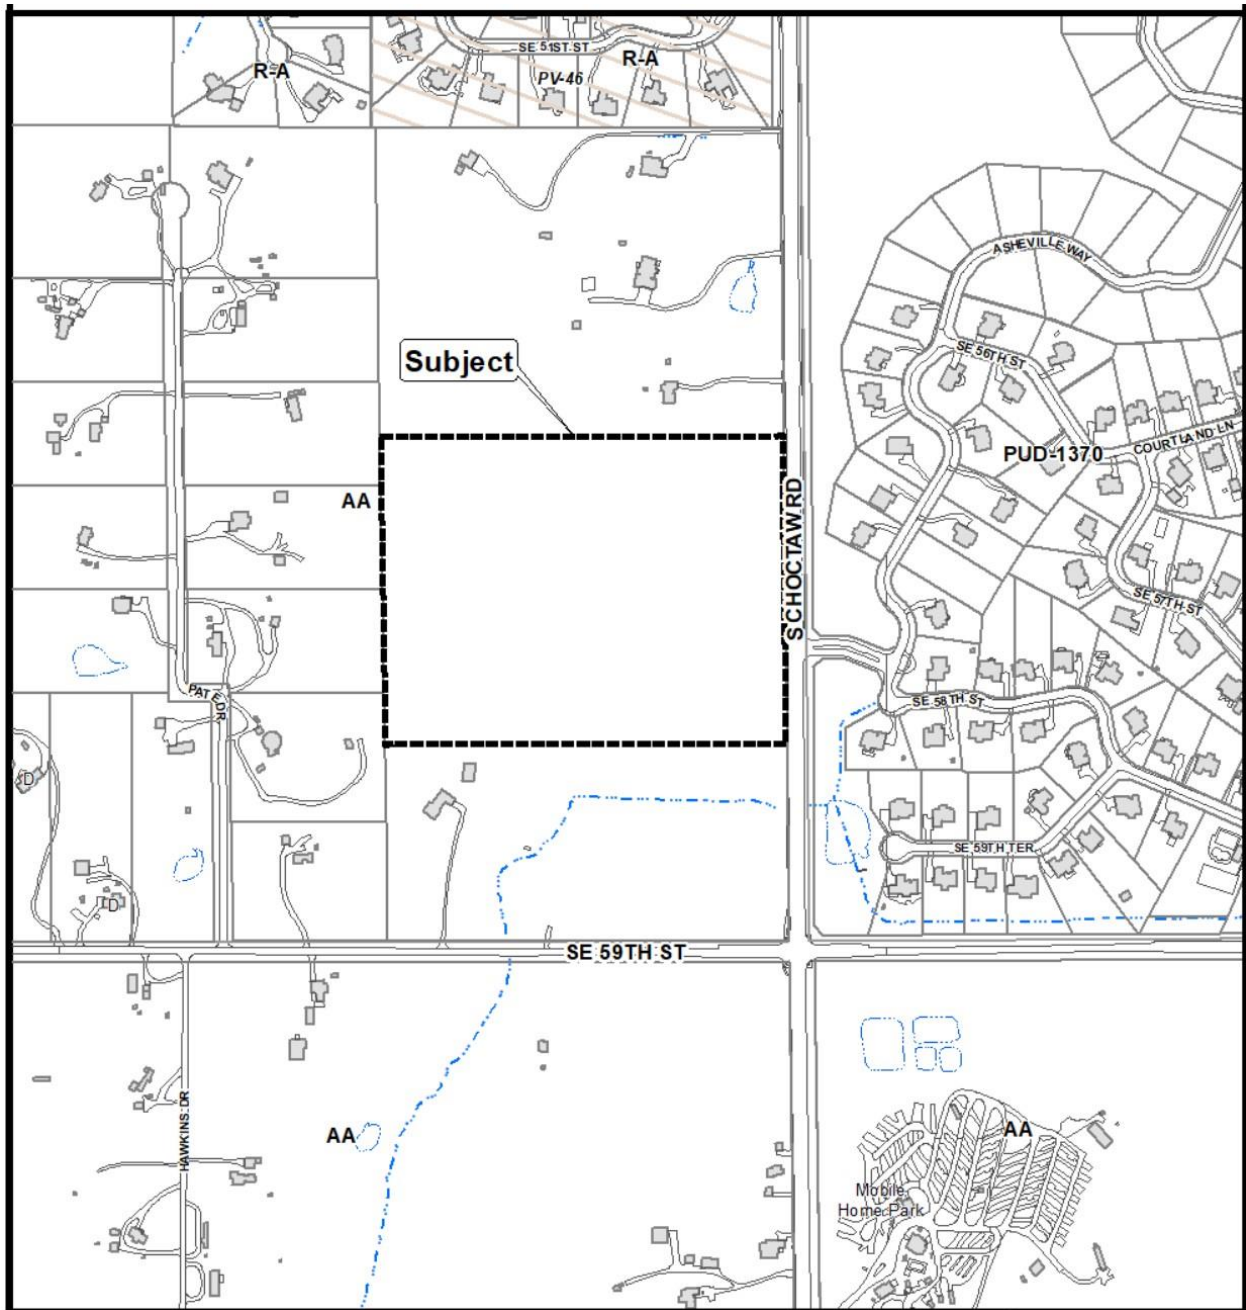 SE 51ST ST
R-A
R-A
PV-46
ASHEVILLE WAY
SE 56TH ST
Subject
COURTLAND LN
PUD-1370
AA
S CHOCTAW RD
SE 57TH ST
PATE DR
SE 58TH ST
D
SE 59TH TER
D
SE 59TH ST
HAWKINS DR
AA
AA
Mobile
Home Park